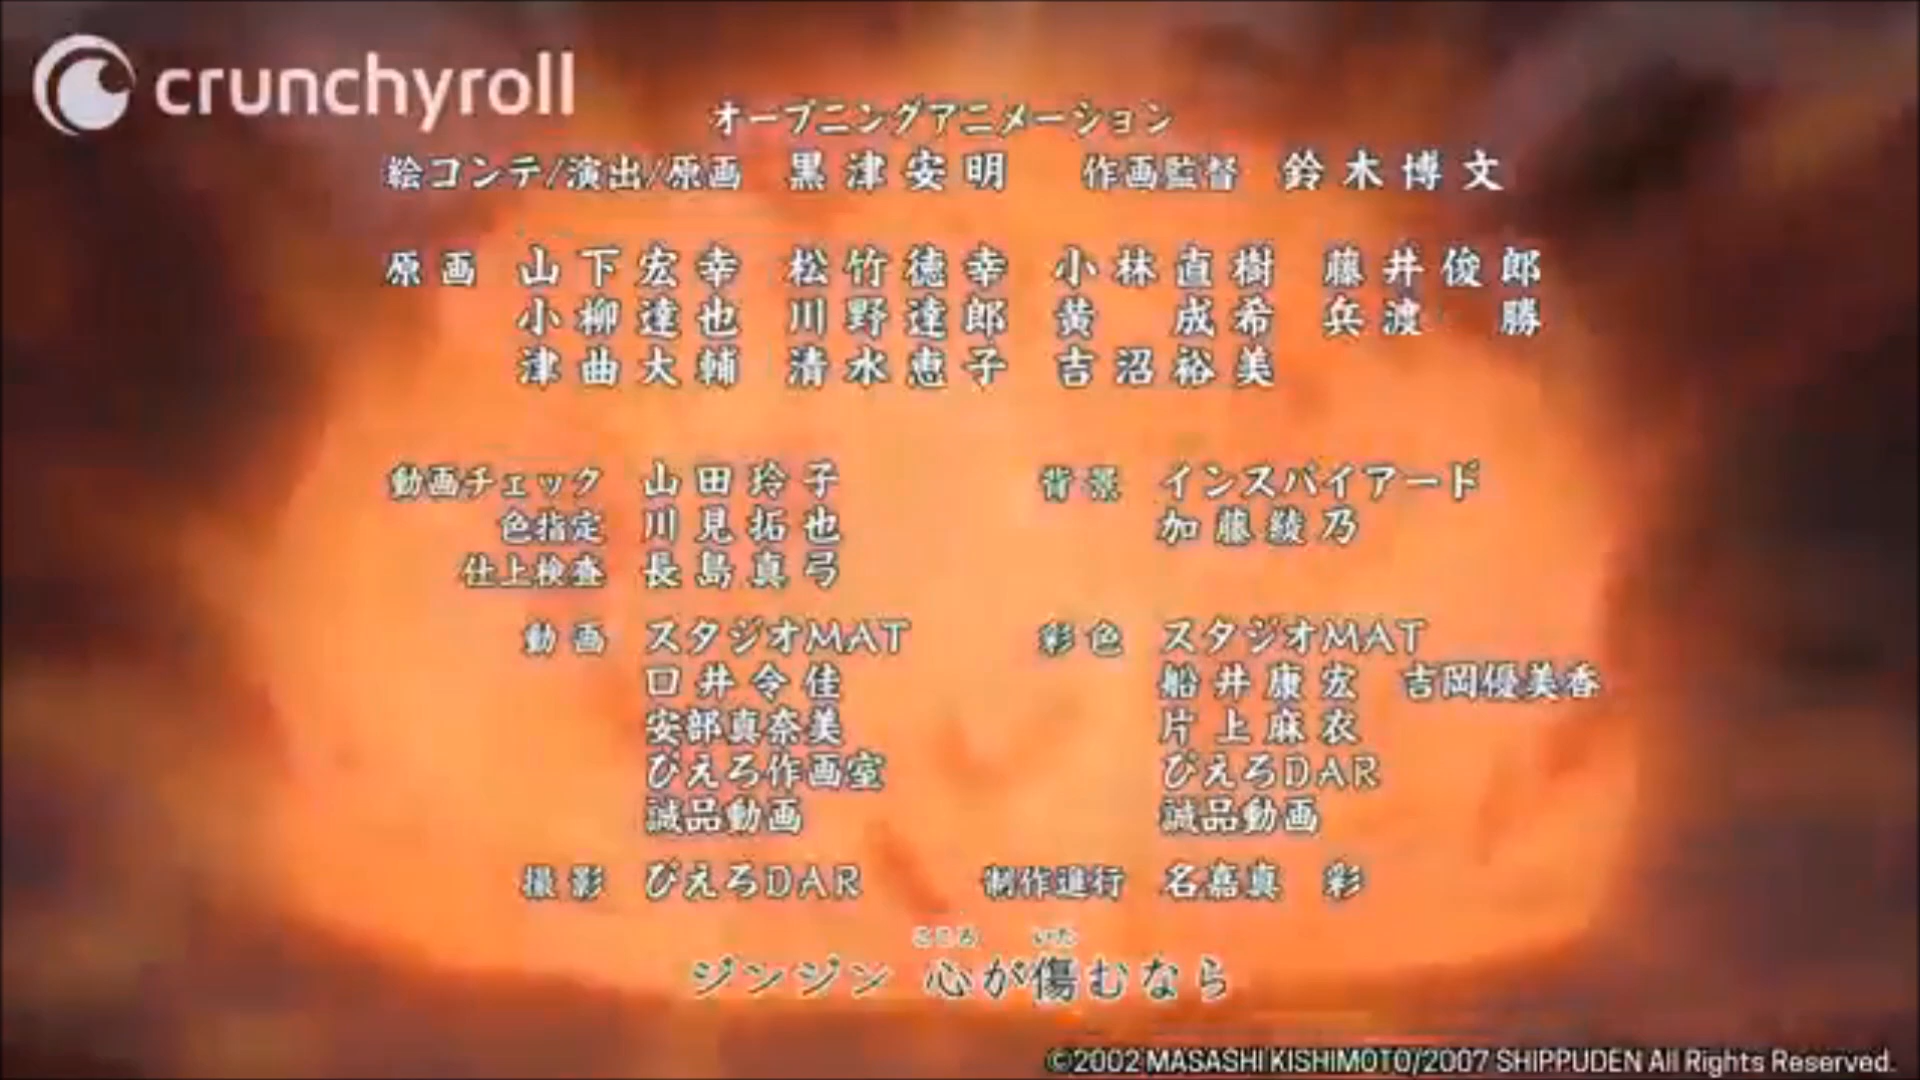 crunchyroll
オープニングアニメーション
絵コンテ/演出/原画 黒津安明 作画監督 鈴木博文
原画 山下宏幸 松竹徳幸 小林直樹 藤井俊郎
小柳達也 川野達郎 黄 成希 兵渡 勝
津曲大輔 清水恵子 吉沼裕美
動画チェック 山田玲子 背景 インスパイアード
色指定 川見拓也 加藤綾乃
仕上検査 長島真弓
動画 スタジオMAT 彩色 スタジオMAT
口井令佳 船井康宏 吉岡優美香
安部真奈美 片上麻衣
ぴえろ作画室 ぴえろDAR
誠品動画 誠品動画
撮影 ぴえろDAR 制作進行 名嘉真 彩
こころ いた
ジンジン 心が傷むなら
©2002 MASASHI KISHIMOTO/2007 SHIPPUDEN All Rights Reserved.